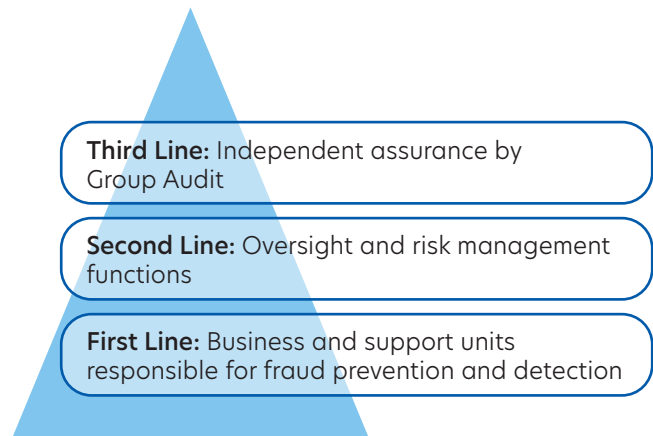 Third Line: Independent assurance by
Group Audit
Second Line: Oversight and risk management
functions
First Line: Business and support units
responsible for fraud prevention and detection